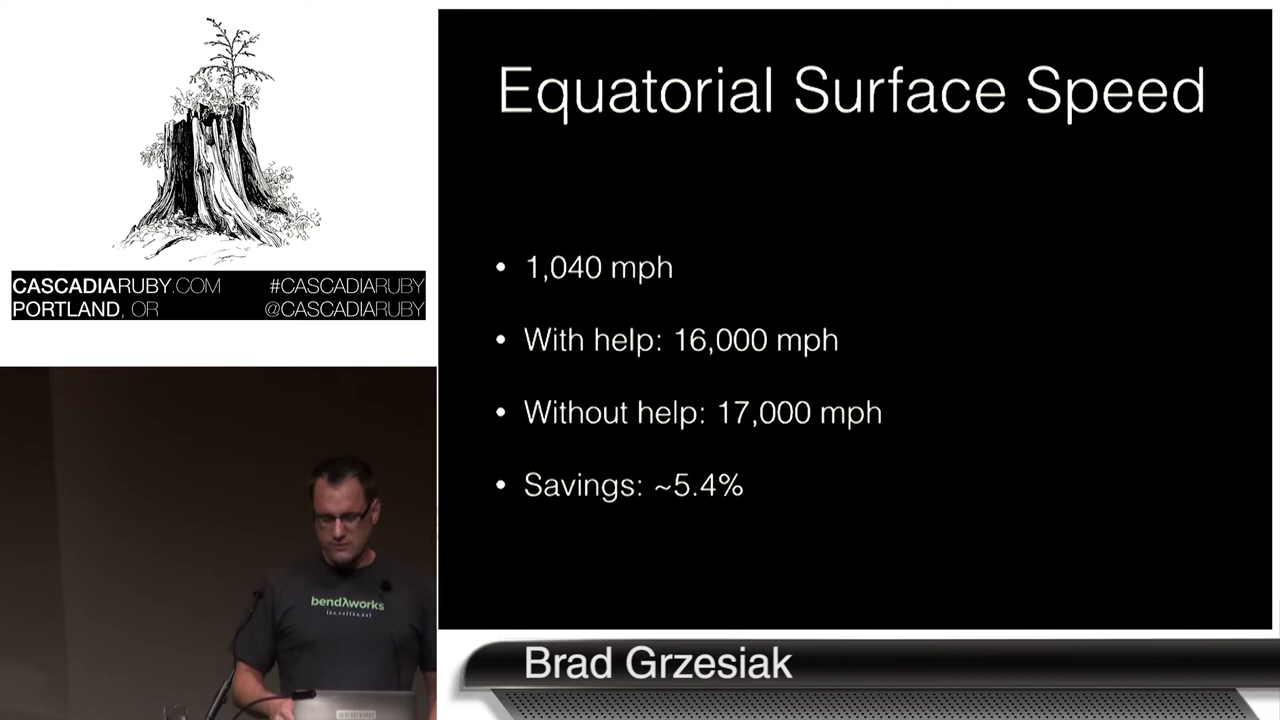 Equatorial Surface Speed
• 1,040 mph
• With help: 16,000 mph
• Without help: 17,000 mph
• Savings: ~5.4%
CASCADIARUBY.COM #CASCADIARUBY
PORTLAND, OR @CASCADIARUBY
bendλworks
Brad Grzesiak